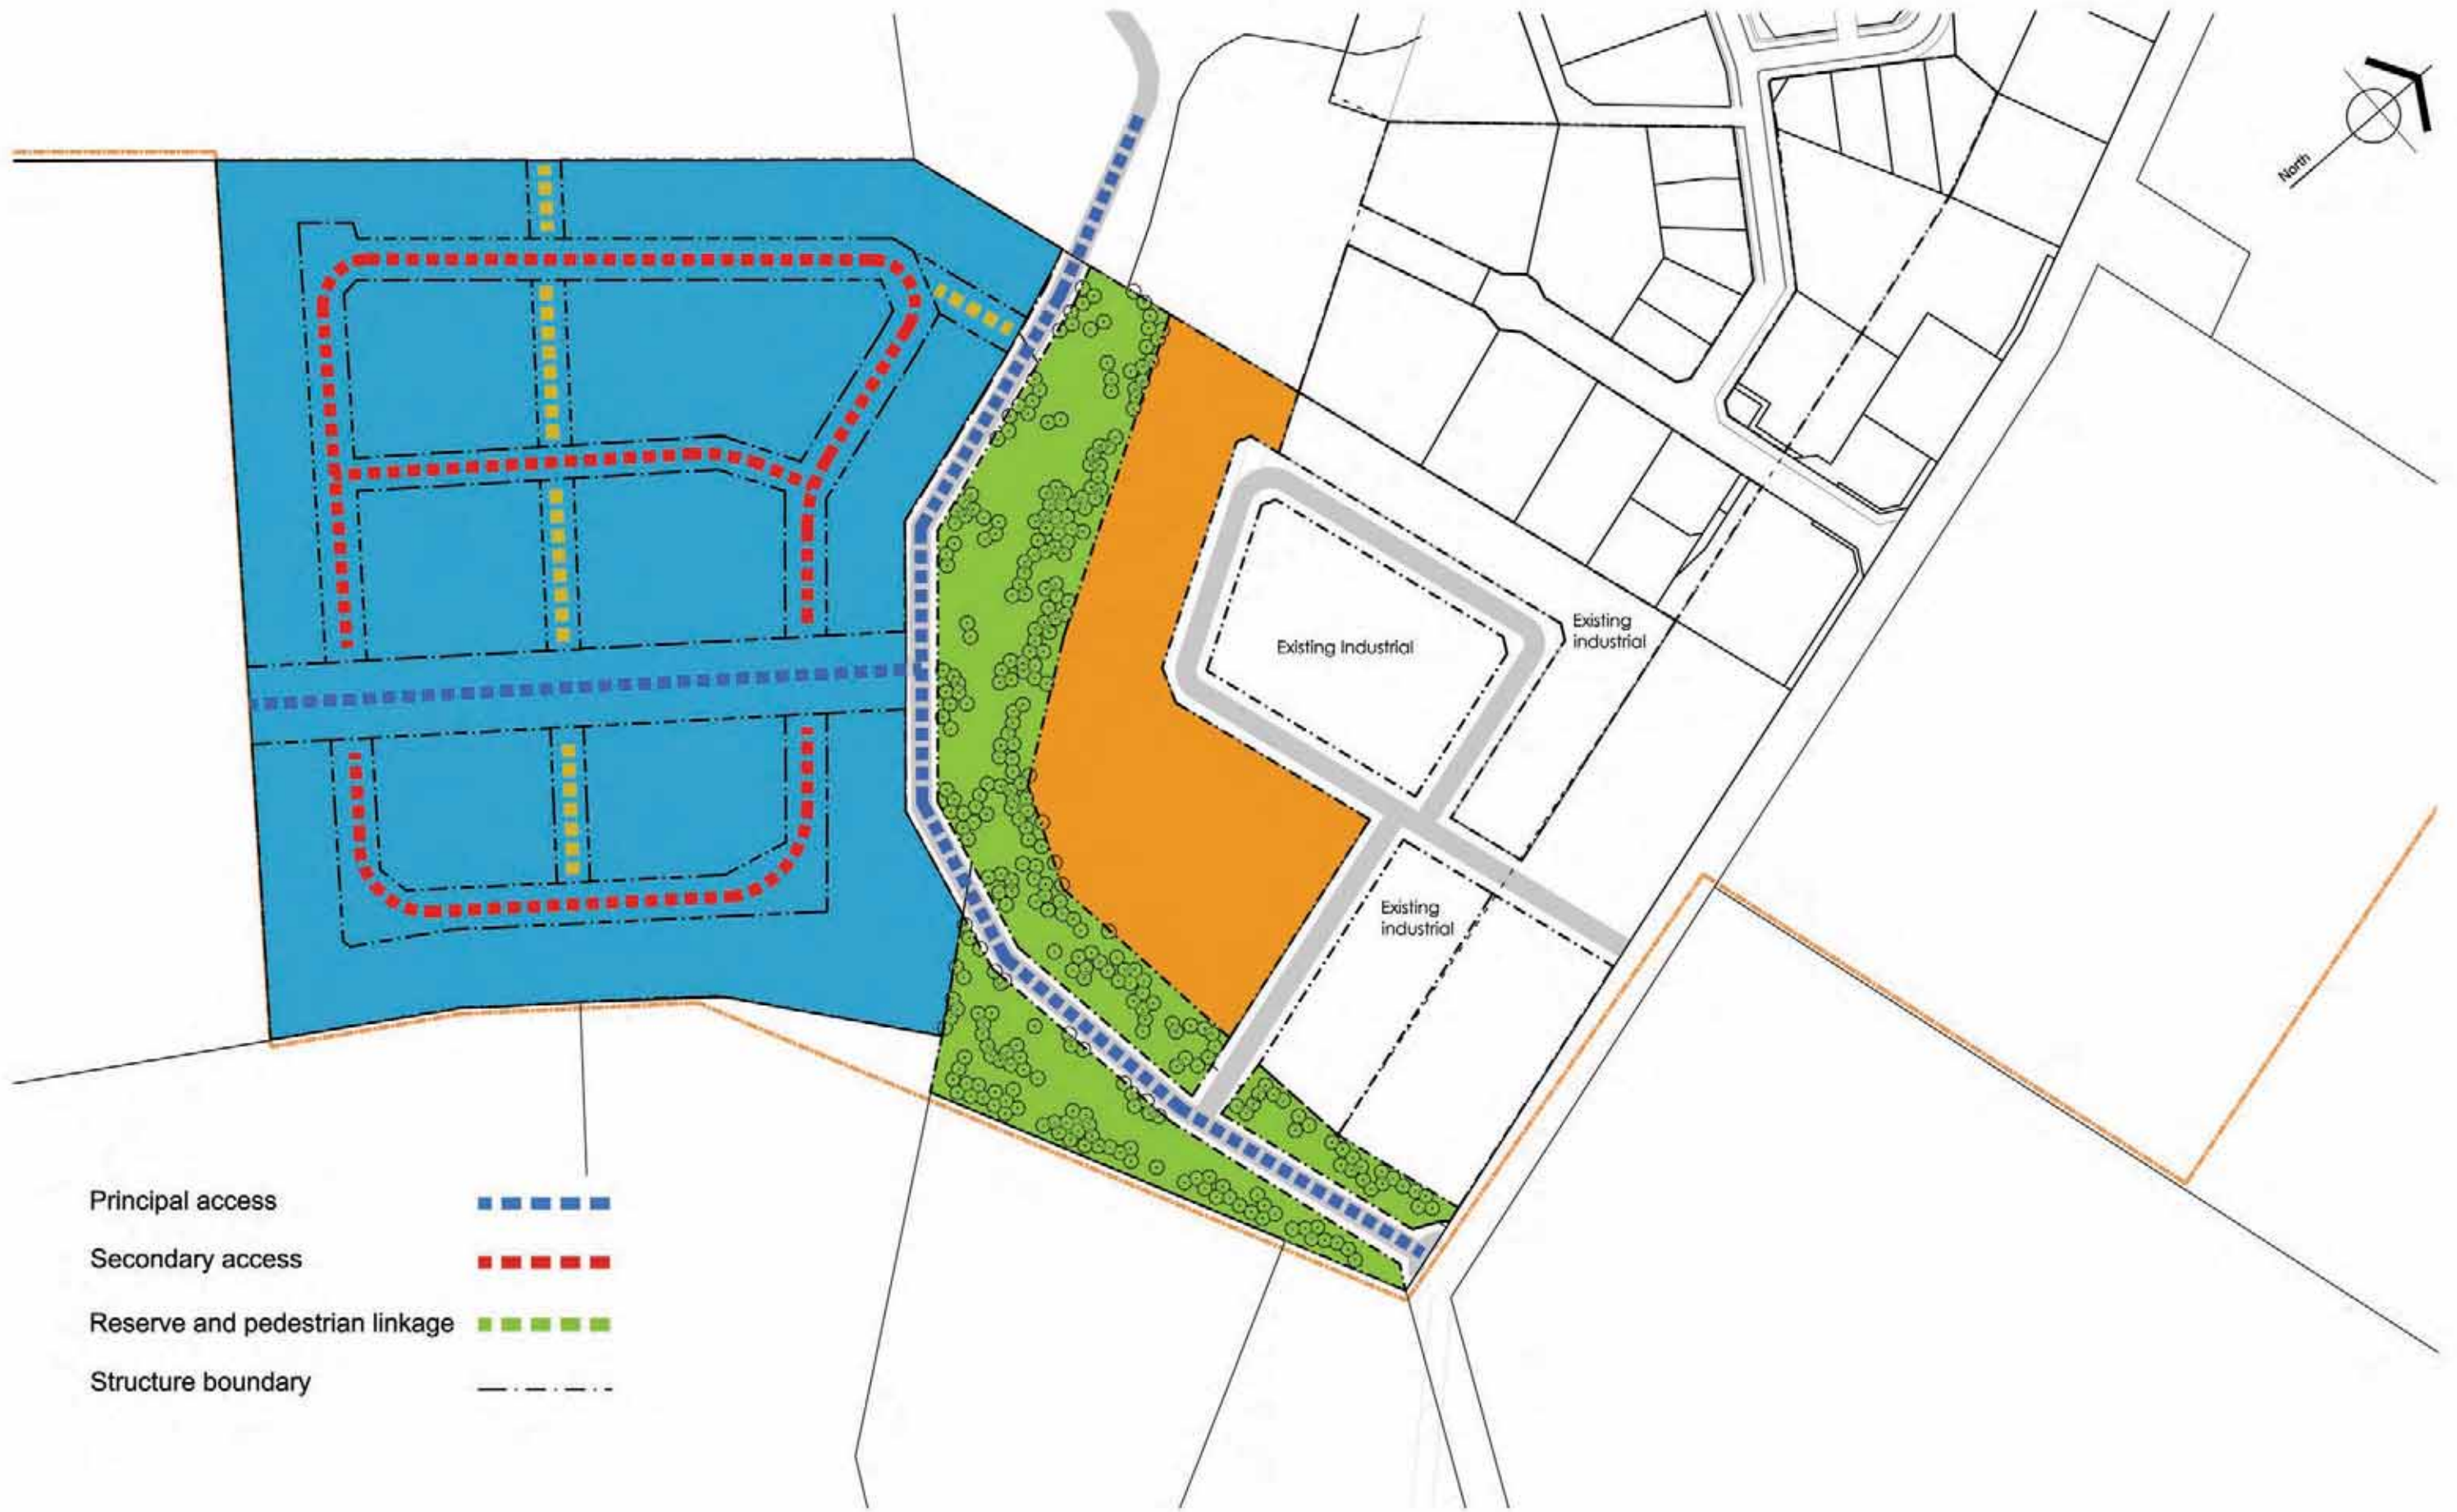 North
Existing
industrial
Existing Industrial
Existing
industrial
Principal access
Secondary access
Reserve and pedestrian linkage
Structure boundary